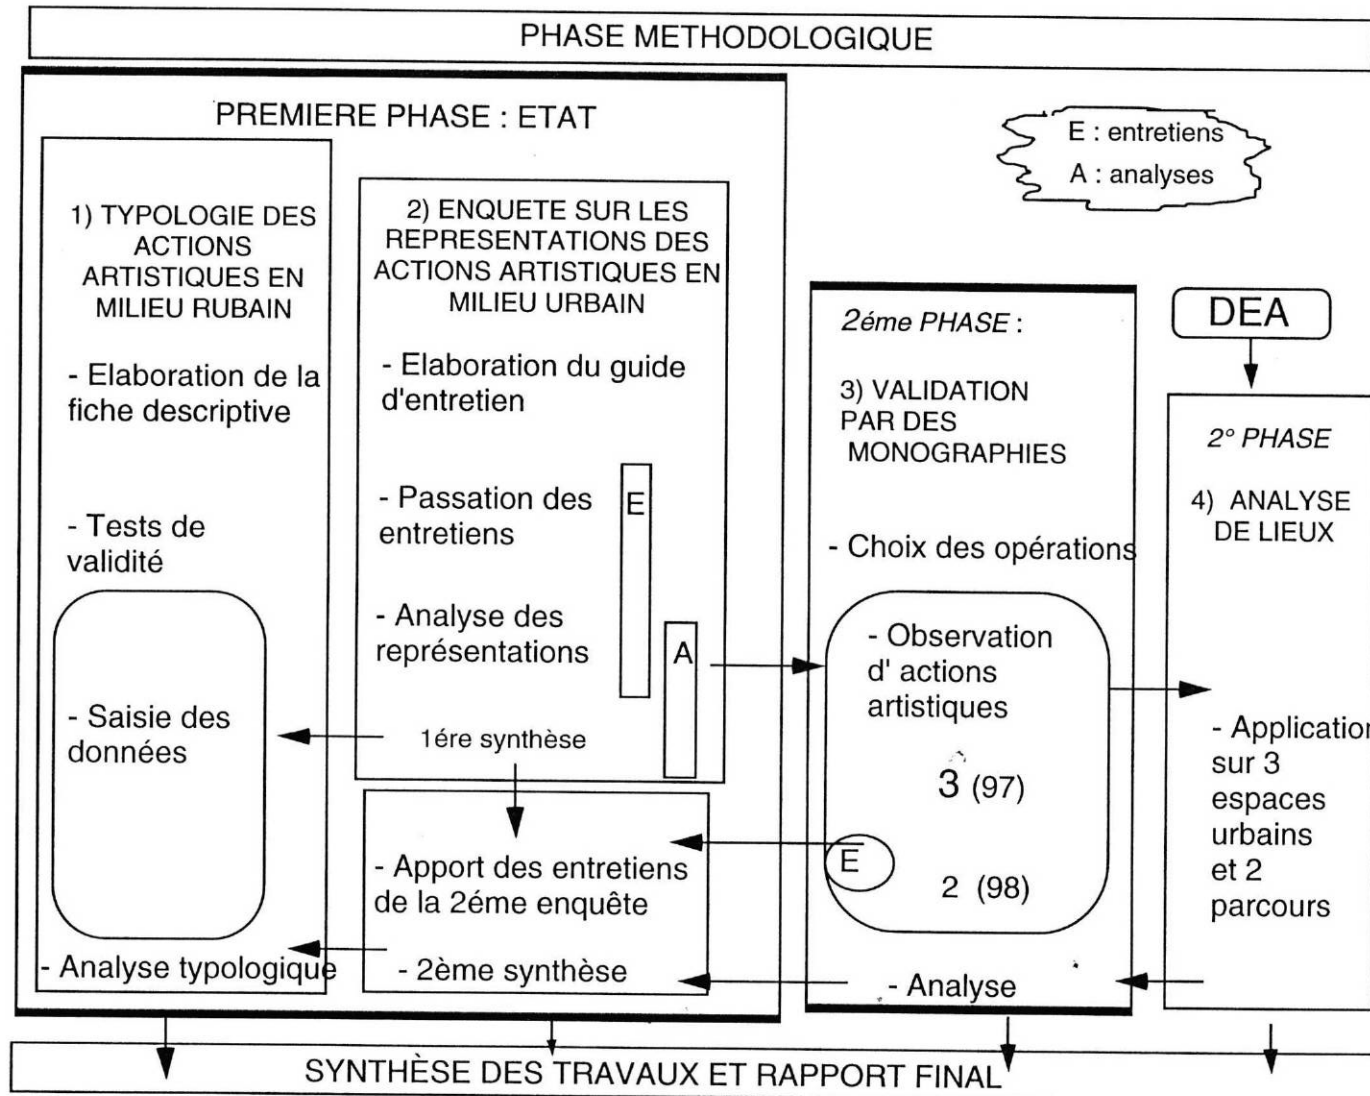 PHASE METHODOLOGIQUE
PREMIERE PHASE : ETAT
E : entretiens
A : analyses
1) TYPOLOGIE DES
ACTIONS
ARTISTIQUES EN
MILIEU RUBAIN
- Elaboration de la
fiche descriptive
- Tests de
validité
- Saisie des
données
- Analyse typologique
2) ENQUETE SUR LES
REPRESENTATIONS DES
ACTIONS ARTISTIQUES EN
MILIEU URBAIN
- Elaboration du guide
d'entretien
- Passation des
entretiens
E
- Analyse des
représentations
A
1ére synthèse
- Apport des entretiens
de la 2éme enquête
- 2ème synthèse
2éme PHASE :
3) VALIDATION
PAR DES
MONOGRAPHIES
- Choix des opérations
- Observation
d' actions
artistiques
3 (97)
E
2 (98)
- Analyse
DEA
2° PHASE
4) ANALYSE
DE LIEUX
- Application
sur 3
espaces
urbains
et 2
parcours
SYNTHÈSE DES TRAVAUX ET RAPPORT FINAL